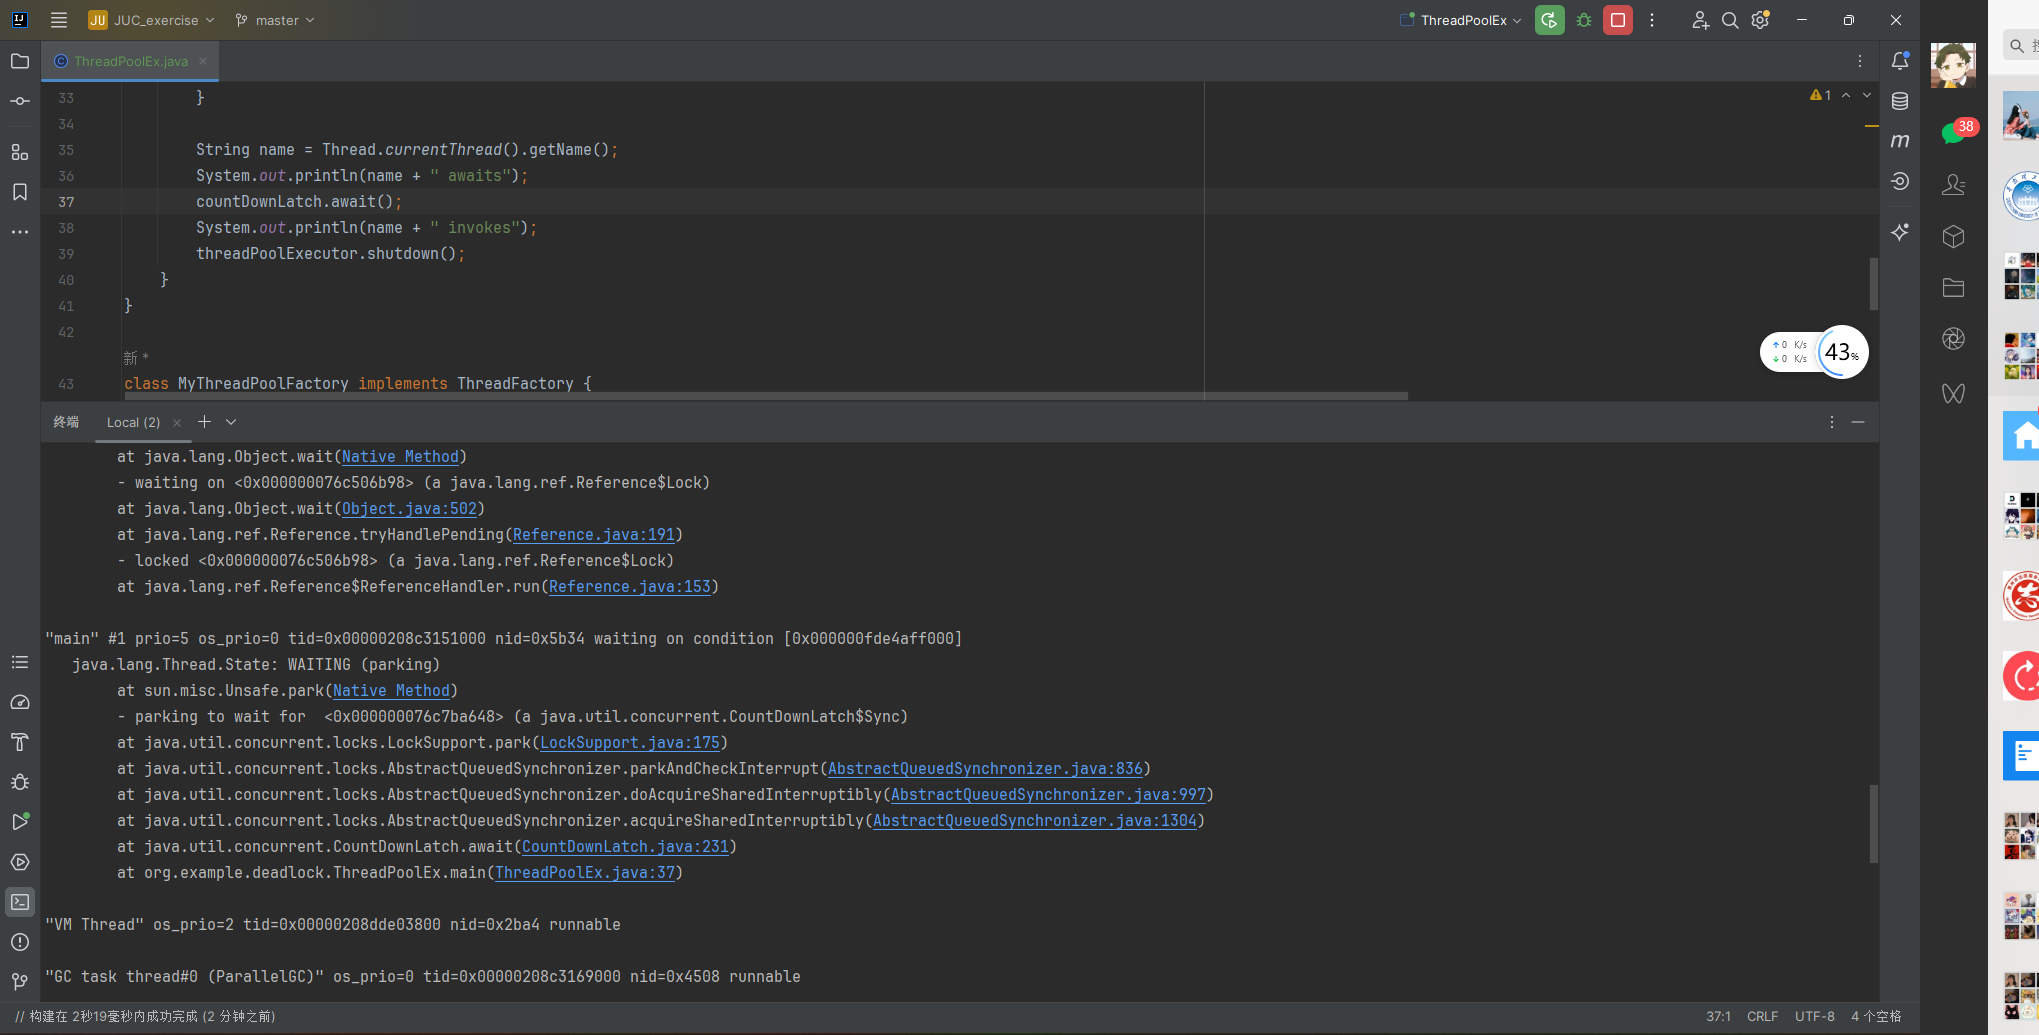 JU JUC_exercise master ThreadPoolEx
ThreadPoolEx.java
33 }
34
35 String name = Thread.currentThread().getName();
36 System.out.println(name + " awaits");
37 countDownLatch.await();
38 System.out.println(name + " invokes");
39 threadPoolExecutor.shutdown();
40 }
41 }
42
新 *
43 class MyThreadPoolFactory implements ThreadFactory {
1
38
↑ 0 K/s
↓ 0 K/s
43%
终端 Local (2)
at java.lang.Object.wait(Native Method)
- waiting on <0x000000076c506b98> (a java.lang.ref.Reference$Lock)
at java.lang.Object.wait(Object.java:502)
at java.lang.ref.Reference.tryHandlePending(Reference.java:191)
- locked <0x000000076c506b98> (a java.lang.ref.Reference$Lock)
at java.lang.ref.Reference$ReferenceHandler.run(Reference.java:153)
"main" #1 prio=5 os_prio=0 tid=0x00000208c3151000 nid=0x5b34 waiting on condition [0x000000fde4aff000]
java.lang.Thread.State: WAITING (parking)
at sun.misc.Unsafe.park(Native Method)
- parking to wait for  <0x000000076c7ba648> (a java.util.concurrent.CountDownLatch$Sync)
at java.util.concurrent.locks.LockSupport.park(LockSupport.java:175)
at java.util.concurrent.locks.AbstractQueuedSynchronizer.parkAndCheckInterrupt(AbstractQueuedSynchronizer.java:836)
at java.util.concurrent.locks.AbstractQueuedSynchronizer.doAcquireSharedInterruptibly(AbstractQueuedSynchronizer.java:997)
at java.util.concurrent.locks.AbstractQueuedSynchronizer.acquireSharedInterruptibly(AbstractQueuedSynchronizer.java:1304)
at java.util.concurrent.CountDownLatch.await(CountDownLatch.java:231)
at org.example.deadlock.ThreadPoolEx.main(ThreadPoolEx.java:37)
"VM Thread" os_prio=2 tid=0x00000208dde03800 nid=0x2ba4 runnable
"GC task thread#0 (ParallelGC)" os_prio=0 tid=0x00000208c3169000 nid=0x4508 runnable
// 构建在 2秒19毫秒内成功完成 (2 分钟之前)
37:1 CRLF UTF-8 4 个空格